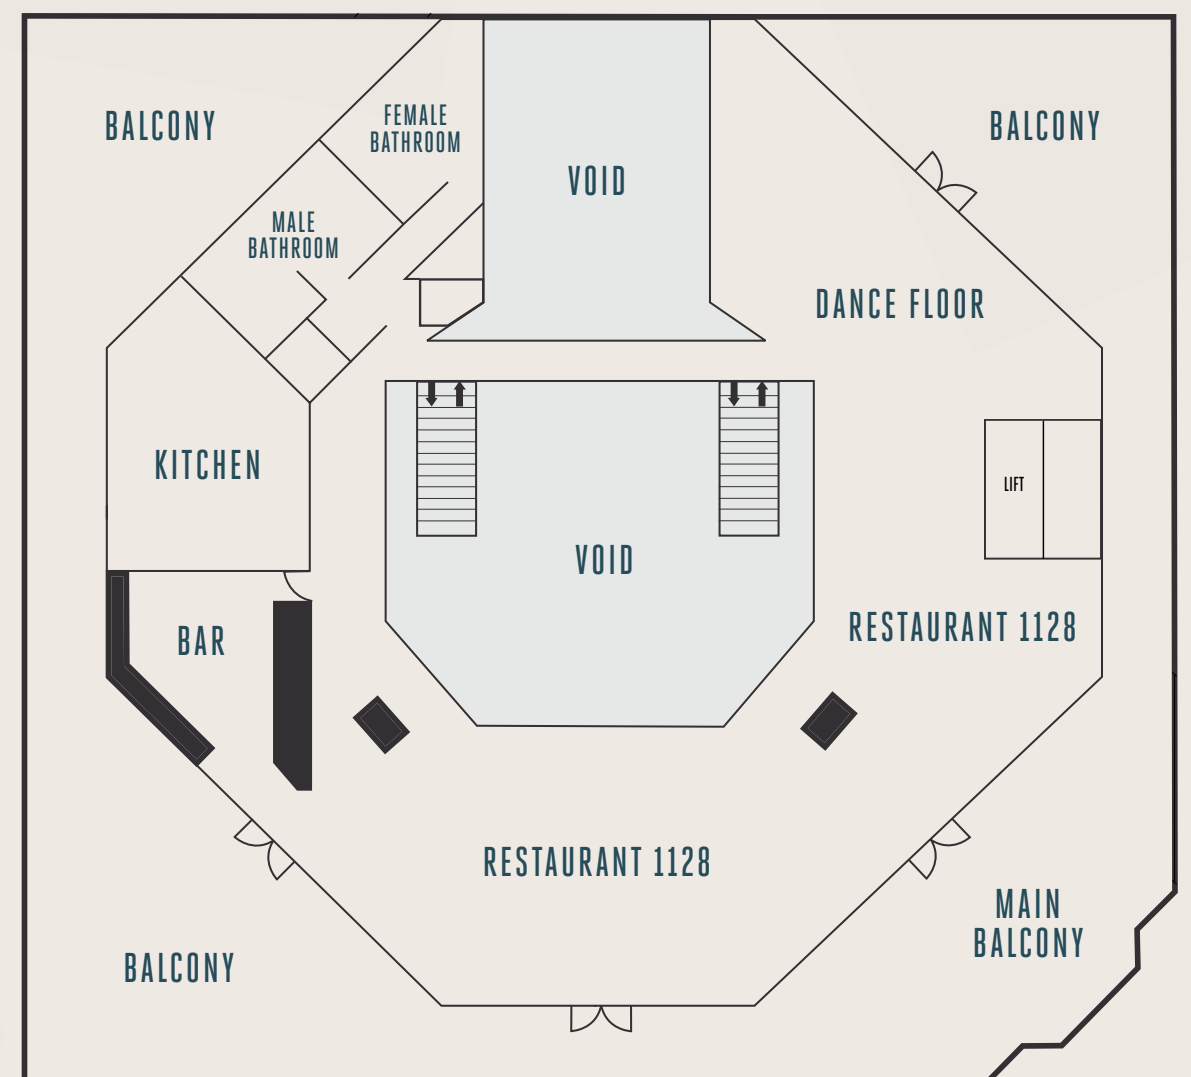 BALCONY
FEMALE
BATHROOM
BALCONY
VOID
MALE
BATHROOM
DANCE FLOOR
KITCHEN
LIFT
VOID
BAR
RESTAURANT 1128
RESTAURANT 1128
MAIN
BALCONY
BALCONY